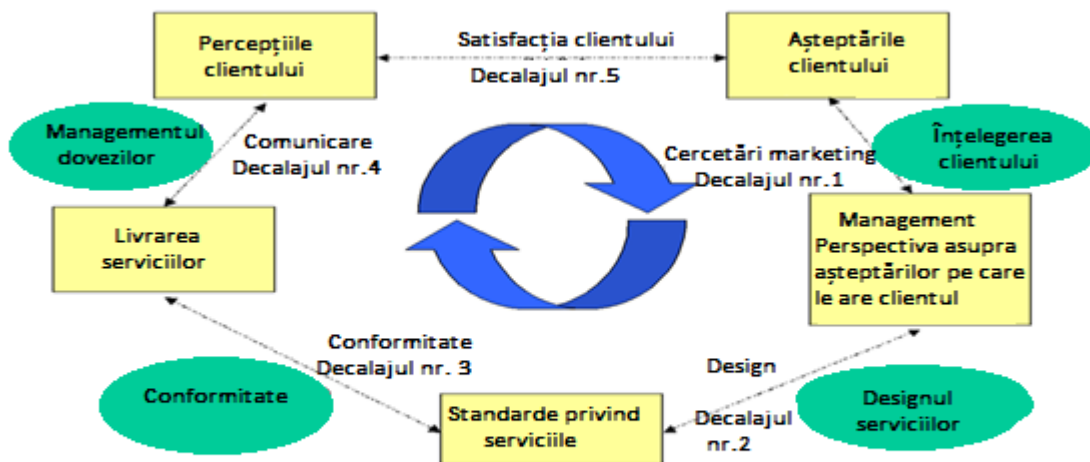 Percepțiile
clientului
Satisfacția clientului
Decalajul nr.5
Așteptările
clientului
Managementul
dovezilor
Comunicare
Decalajul nr.4
Cercetări marketing
Decalajul nr.1
Înțelegerea
clientului
Livrarea
serviciilor
Management
Perspectiva asupra
așteptărilor pe care
le are clientul
Conformitate
Decalajul nr. 3
Conformitate
Design
Decalajul
nr.2
Designul
serviciilor
Standarde privind
serviciile